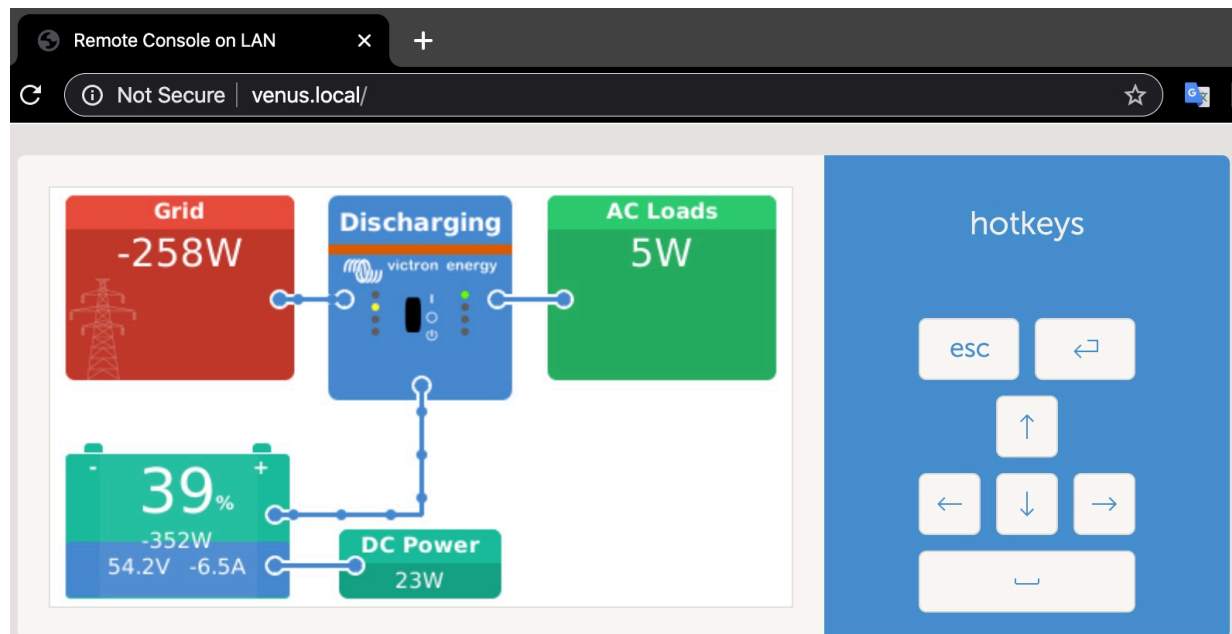 Remote Console on LAN
Not Secure | venus.local/
Grid
-258W
Discharging
victron energy
AC Loads
5W
- +
39%
-352W
54.2V -6.5A
DC Power
23W
hotkeys
esc